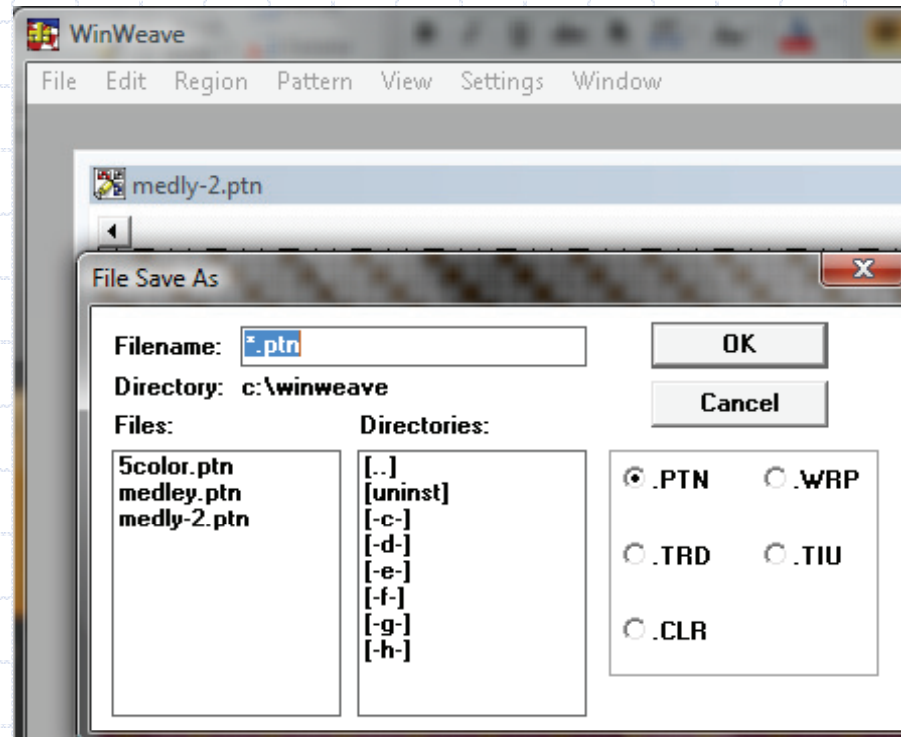 WinWeave
File Edit Region Pattern View Settings Window
medly-2.ptn
File Save As
Filename: *.ptn
OK
Directory: c:\winweave
Cancel
Files: Directories:
5color.ptn
medley.ptn
medly-2.ptn
[..]
[uninst]
[-c-]
[-d-]
[-e-]
[-f-]
[-g-]
[-h-]
.PTN .WRP
.TRD .TIU
.CLR